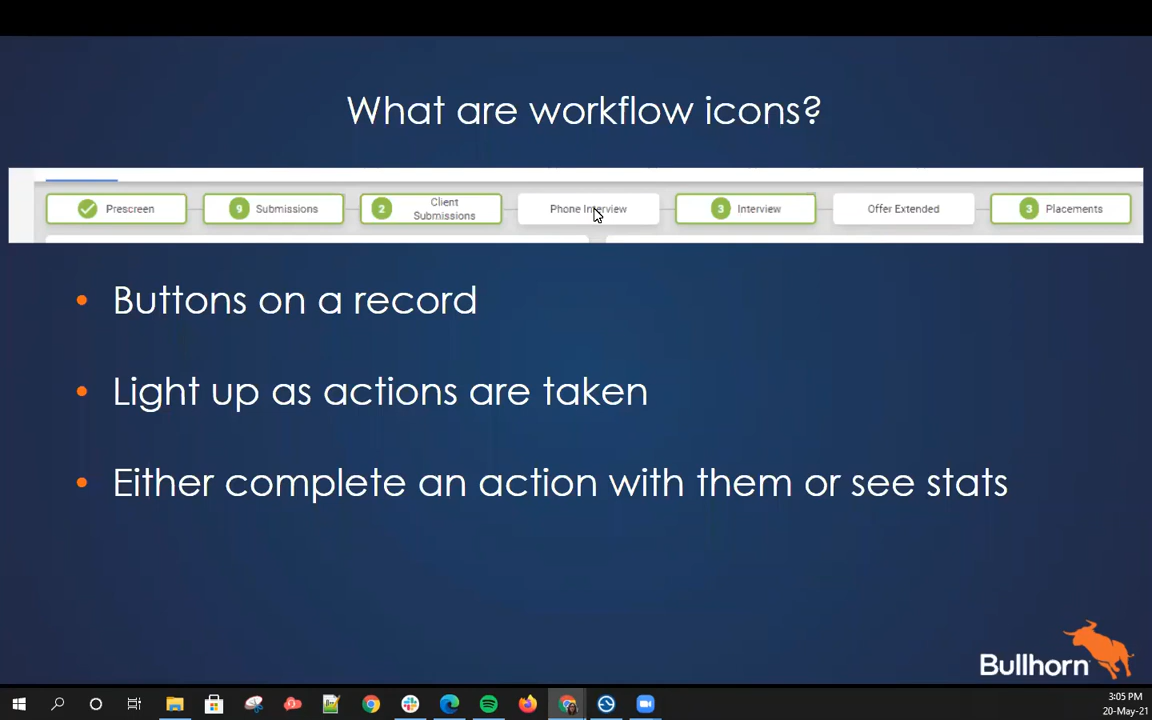 What are workflow icons?
Prescreen
9 Submissions
2 Client
Submissions
Phone Interview
3 Interview
Offer Extended
3 Placements
• Buttons on a record
• Light up as actions are taken
• Either complete an action with them or see stats
Bullhorn
3:05 PM
20-May-21